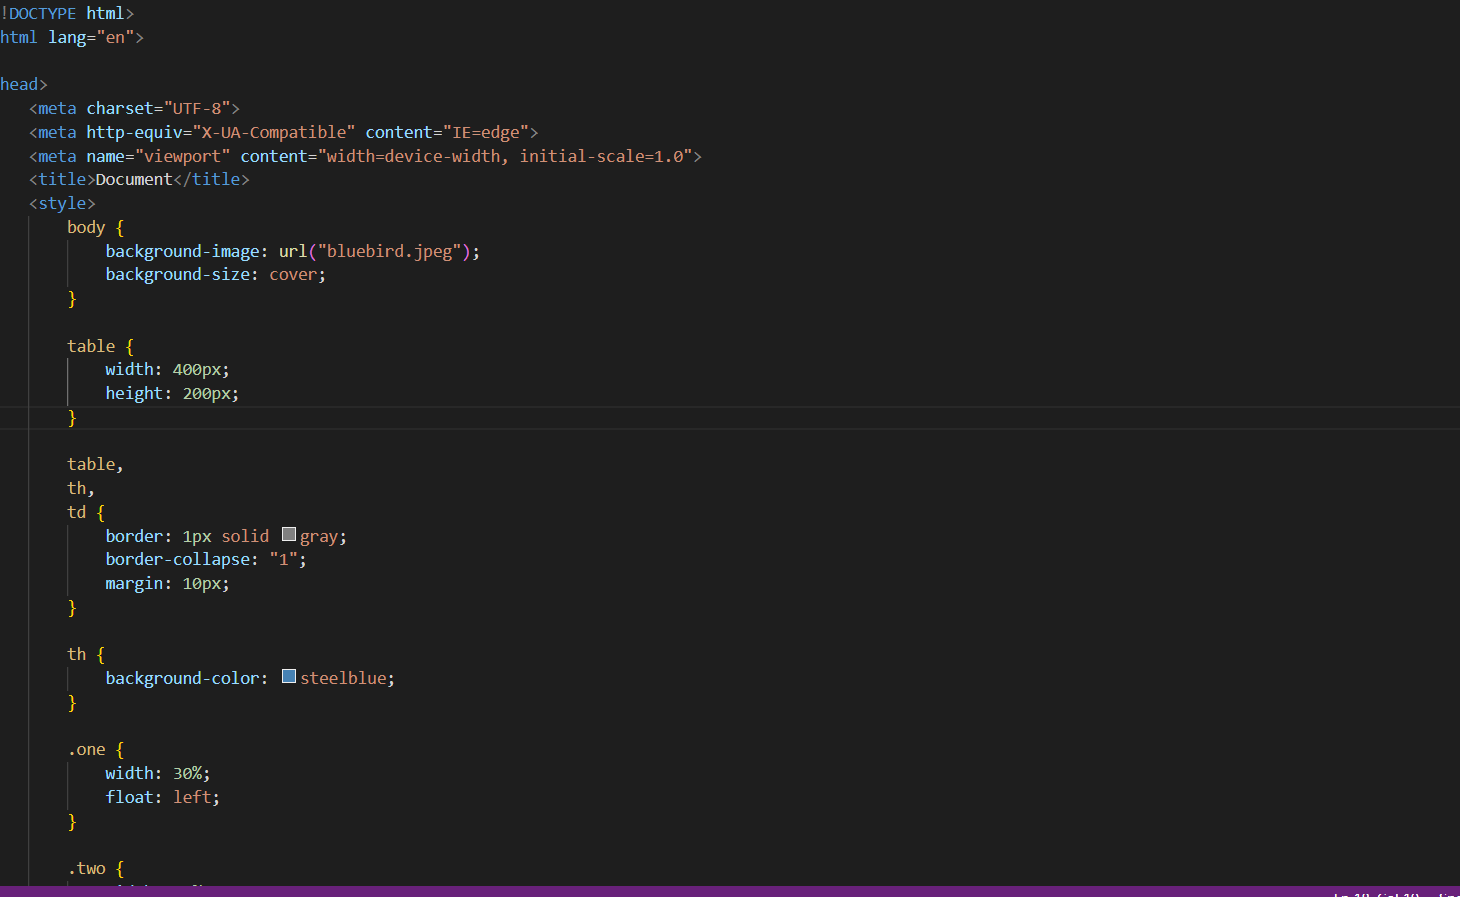 !DOCTYPE html>
html lang="en">
head>
<meta charset="UTF-8">
<meta http-equiv="X-UA-Compatible" content="IE=edge">
<meta name="viewport" content="width=device-width, initial-scale=1.0">
<title>Document</title>
<style>
body {
background-image: url("bluebird.jpeg");
background-size: cover;
}
table {
width: 400px;
height: 200px;
}
table,
th,
td {
border: 1px solid gray;
border-collapse: "1";
margin: 10px;
}
th {
background-color: steelblue;
}
.one {
width: 30%;
float: left;
}
.two {